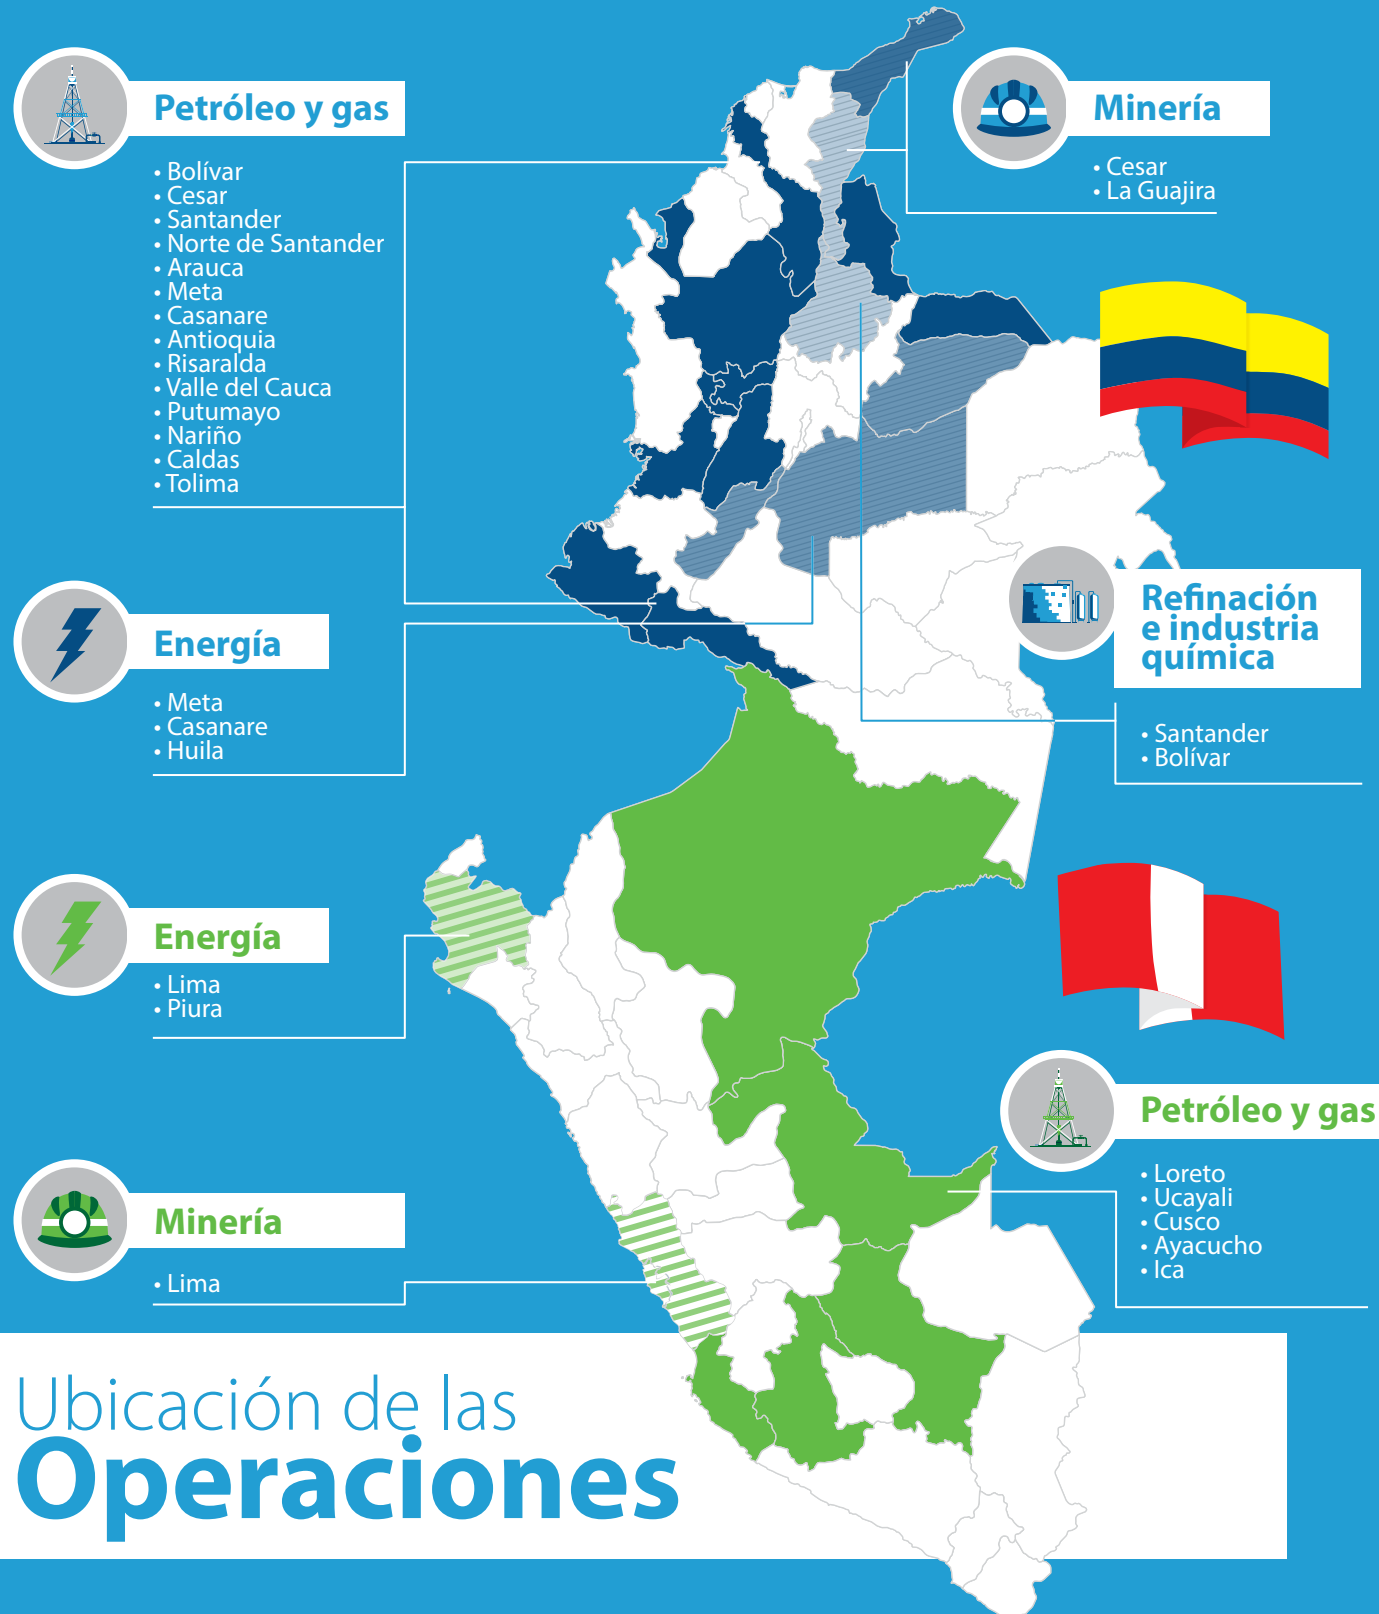 Petróleo y gas
• Bolívar
• Cesar
• Santander
• Norte de Santander
• Arauca
• Meta
• Casanare
• Antioquia
• Risaralda
• Valle del Cauca
• Putumayo
• Nariño
• Caldas
• Tolima
Minería
• Cesar
• La Guajira
Energía
• Meta
• Casanare
• Huila
Refinación
e industria
química
• Santander
• Bolívar
Energía
• Lima
• Piura
Petróleo y gas
• Loreto
• Ucayali
• Cusco
• Ayacucho
• Ica
Minería
• Lima
Ubicación de las
Operaciones